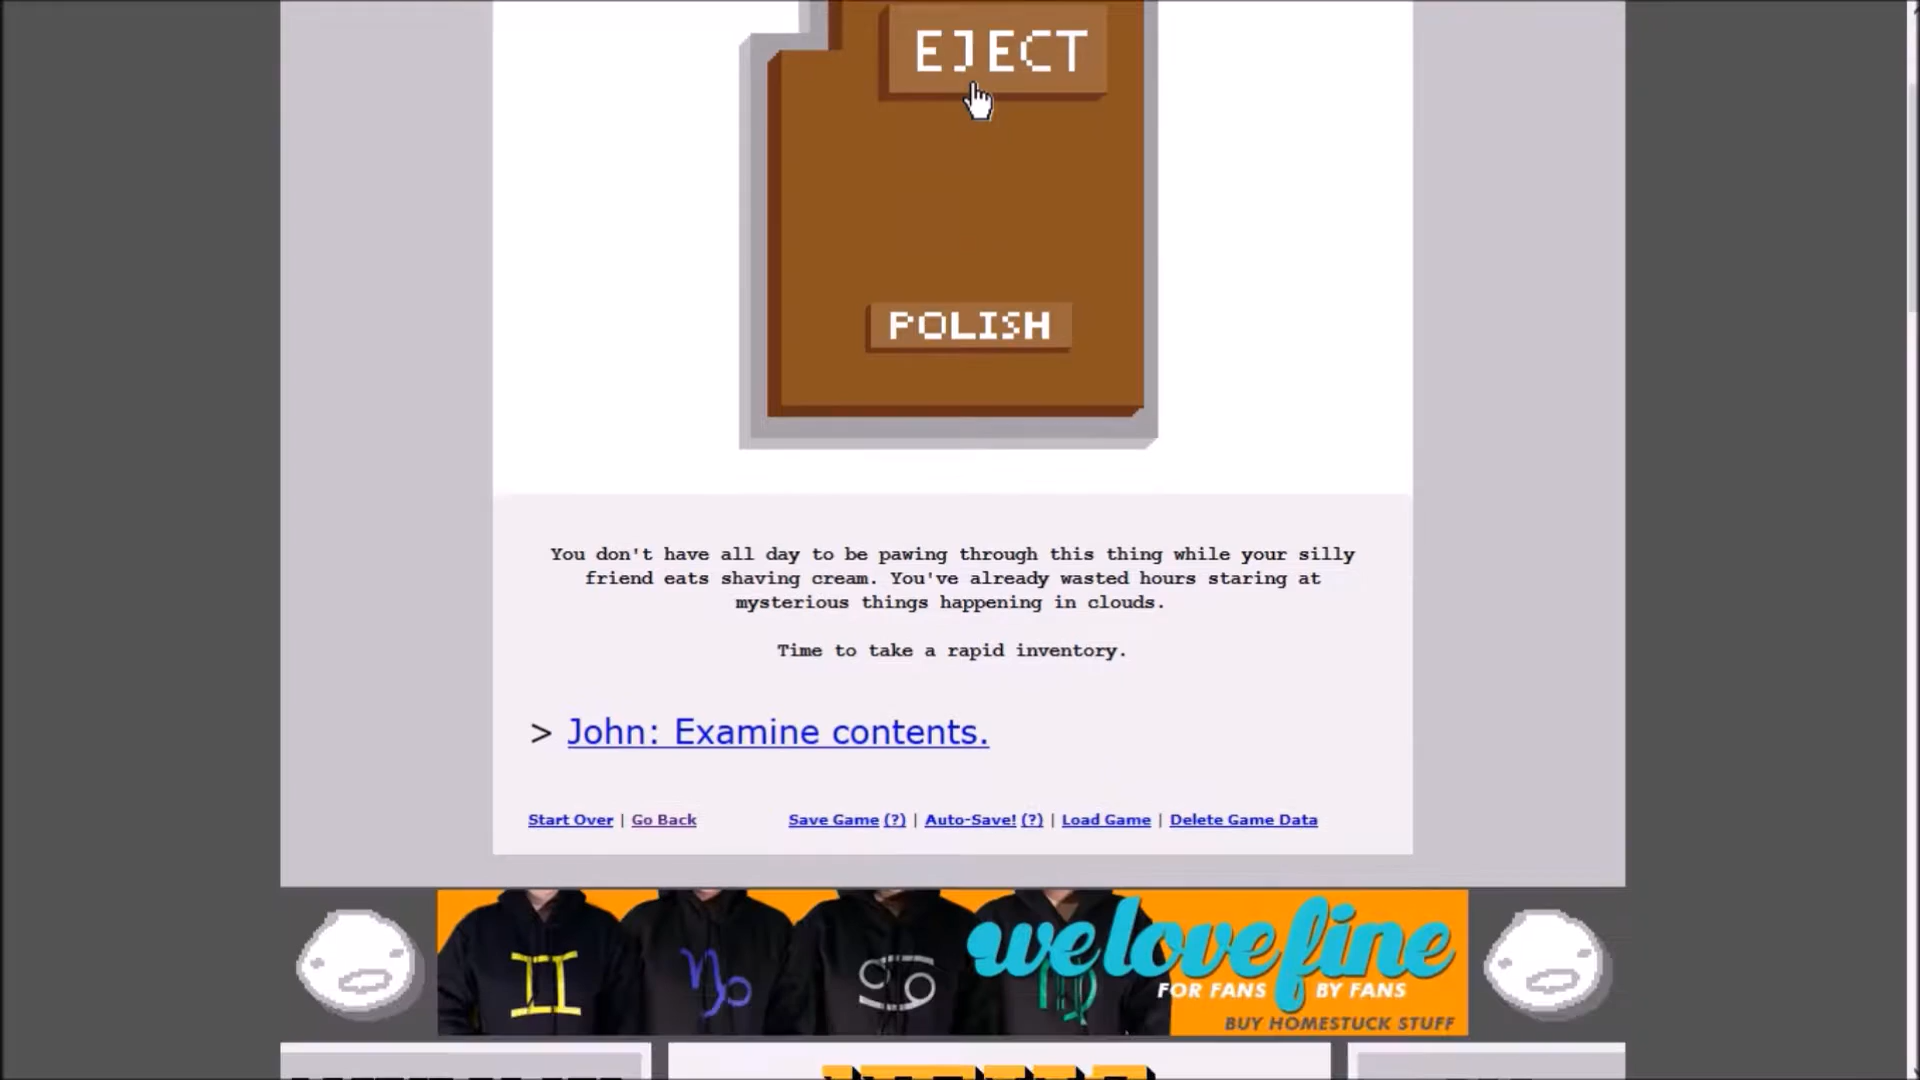 EJECT
POLISH
You don't have all day to be pawing through this thing while your silly
friend eats shaving cream. You've already wasted hours staring at
mysterious things happening in clouds.
Time to take a rapid inventory.
> John: Examine contents.
Start Over | Go Back Save Game (?) | Auto-Save! (?) | Load Game | Delete Game Data
welovefine
FOR FANS BY FANS
BUY HOMESTUCK STUFF